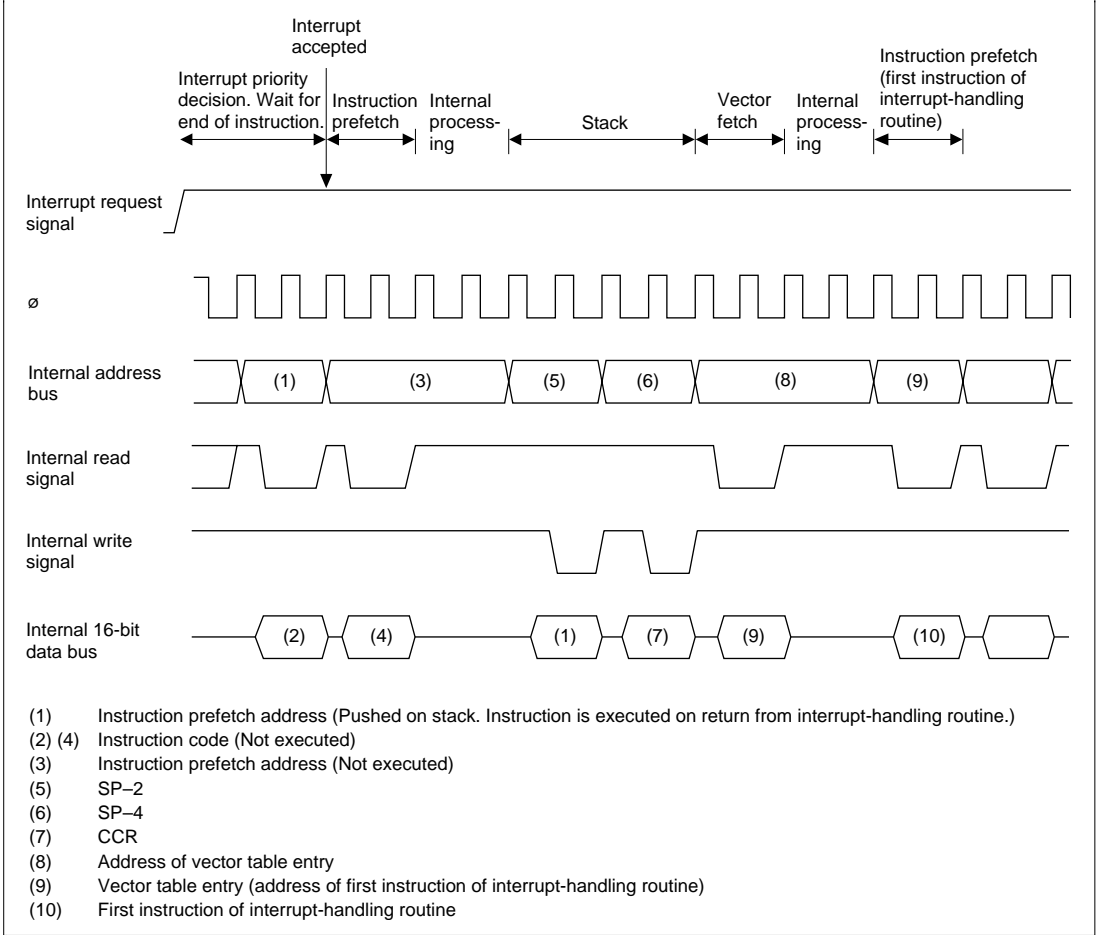 Interrupt
accepted
Interrupt priority
decision. Wait for
end of instruction.
Instruction
prefetch
Internal
process-
ing
Stack
Vector
fetch
Internal
process-
ing
Instruction prefetch
(first instruction of
interrupt-handling
routine)
Interrupt request
signal
ø
Internal address
bus
(1) (3) (5) (6) (8) (9)
Internal read
signal
Internal write
signal
Internal 16-bit
data bus
(2) (4) (1) (7) (9) (10)
(1) Instruction prefetch address (Pushed on stack. Instruction is executed on return from interrupt-handling routine.)
(2) (4) Instruction code (Not executed)
(3) Instruction prefetch address (Not executed)
(5) SP–2
(6) SP–4
(7) CCR
(8) Address of vector table entry
(9) Vector table entry (address of first instruction of interrupt-handling routine)
(10) First instruction of interrupt-handling routine